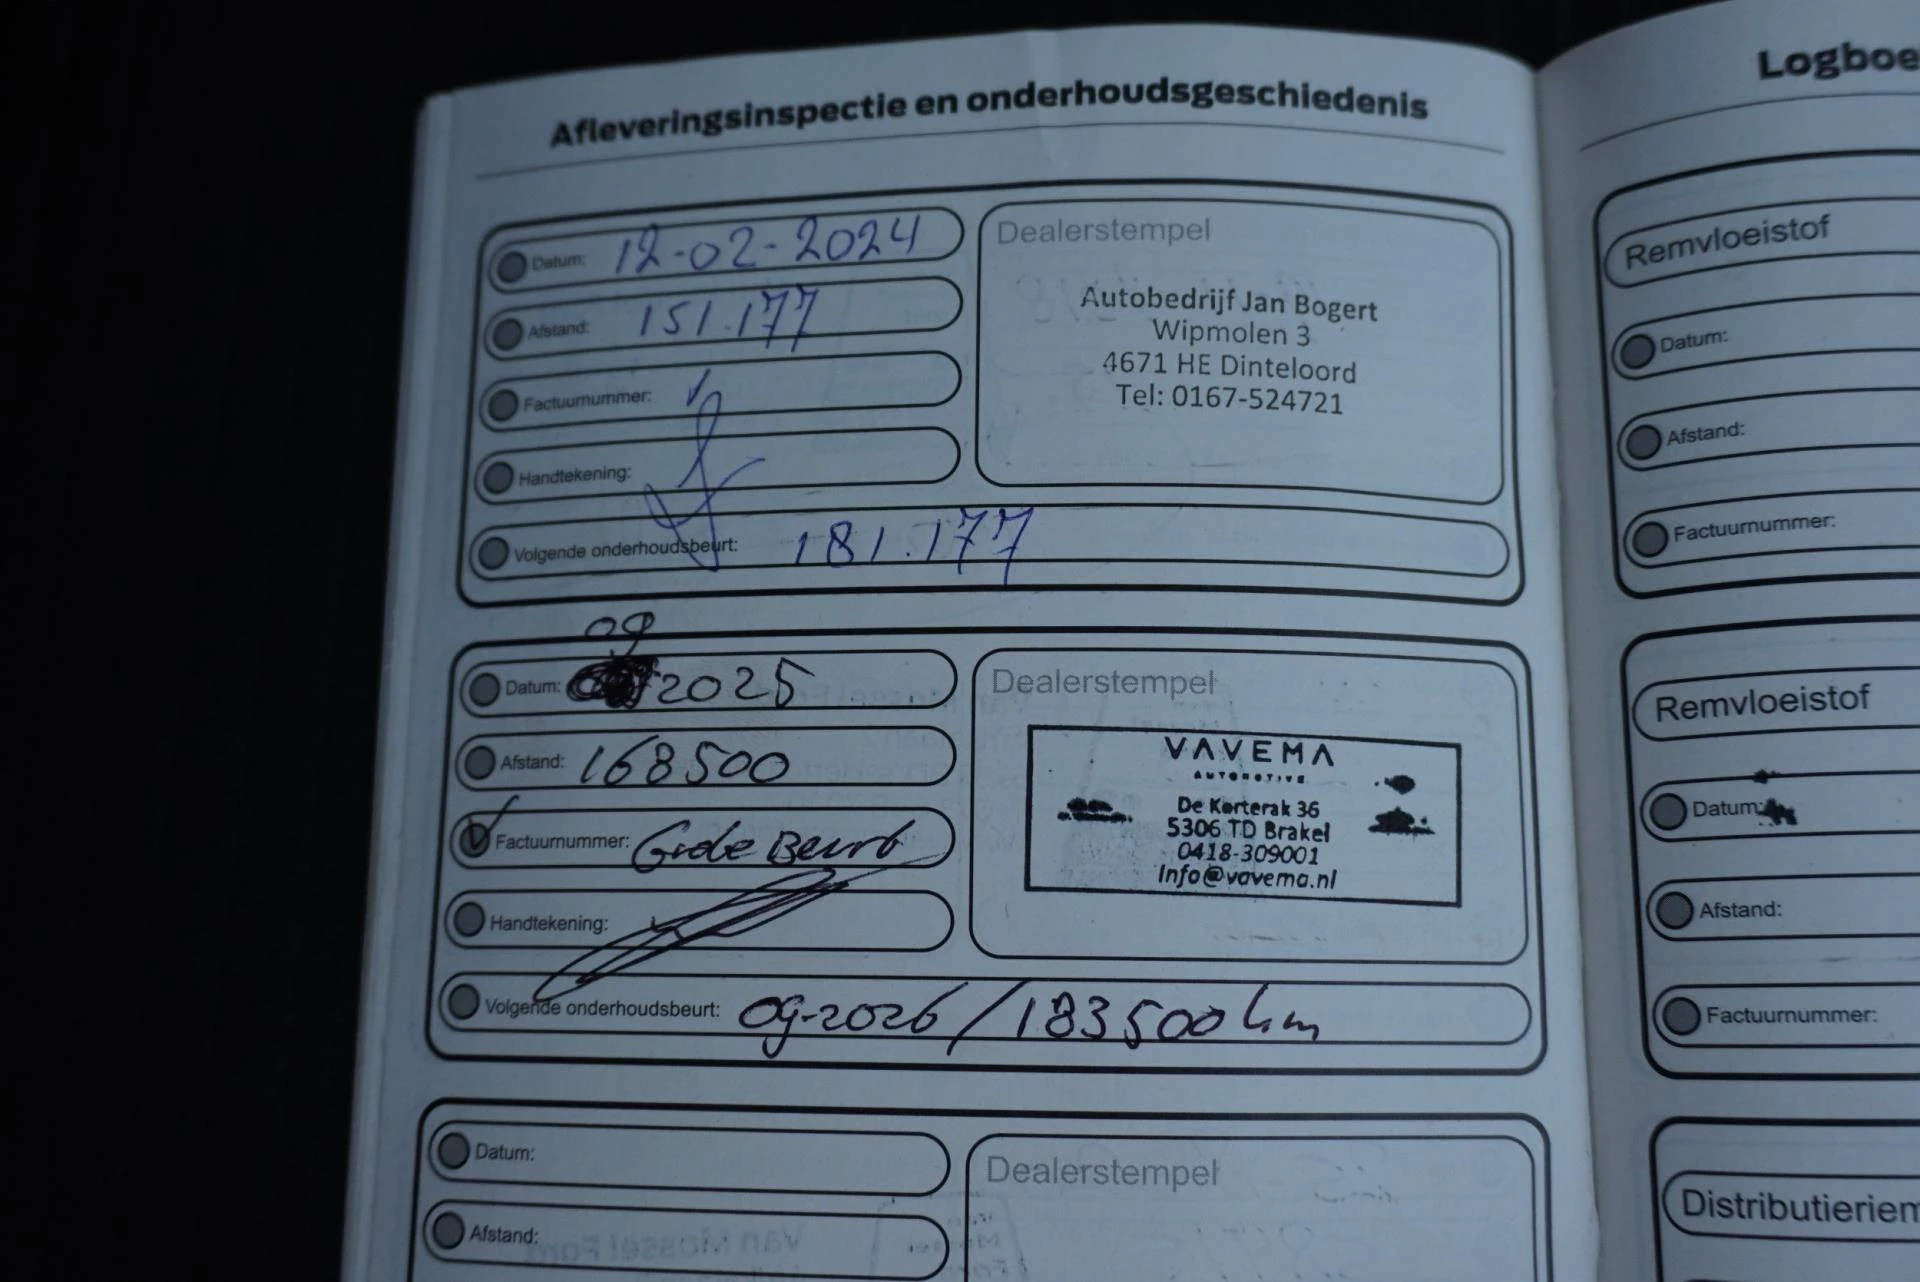 Afleveringsinspectie en onderhoudsgeschiedenis
Datum: 12-02-2024
Afstand: 151.177
Factuurnummer:
Handtekening:
Volgende onderhoudsbeurt: 181.177
Dealerstempel
Autobedrijf Jan Bogert
Wipmolen 3
4671 HE Dinteloord
Tel: 0167-524721
09
Datum: 2025
Afstand: 168500
Factuurnummer: Grote Beurt
Handtekening:
Volgende onderhoudsbeurt: 09-2026 / 183500 km
Dealerstempel
VAVEMA
AUTOMOTIVE
De Korterak 36
5306 TD Brakel
0418-309001
Info@vavema.nl
Datum:
Afstand:
Dealerstempel
Logboe
Remvloeistof
Datum:
Afstand:
Factuurnummer:
Remvloeistof
Datum:
Afstand:
Factuurnummer:
Distributieriem